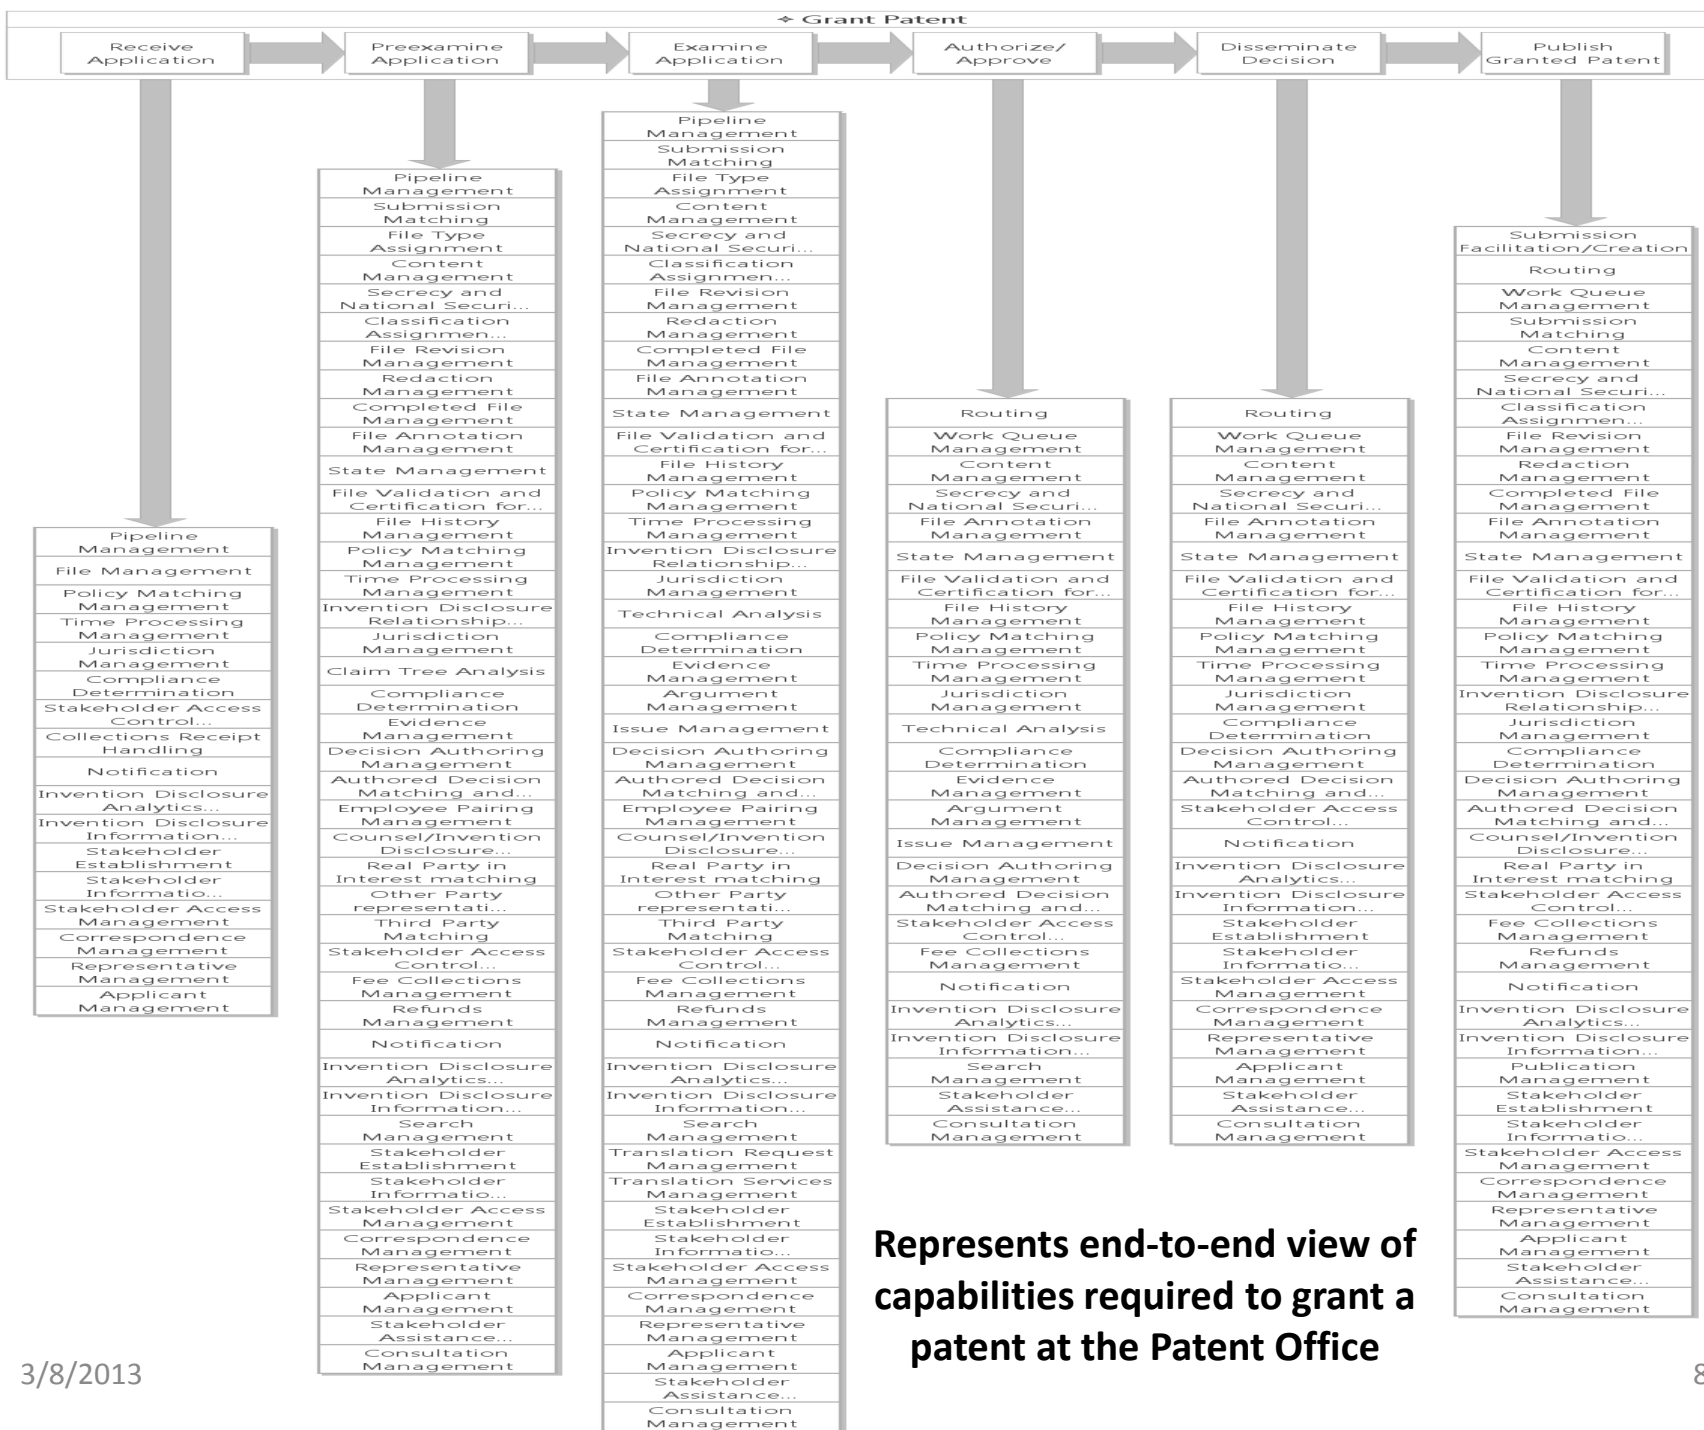 ✧ Grant Patent
Receive
Application
Preexamine
Application
Examine
Application
Authorize/
Approve
Disseminate
Decision
Publish
Granted Patent
Pipeline
Management
File Management
Policy Matching
Management
Time Processing
Management
Jurisdiction
Management
Compliance
Determination
Stakeholder Access
Control...
Collections Receipt
Handling
Notification
Invention Disclosure
Analytics...
Invention Disclosure
Information...
Stakeholder
Establishment
Stakeholder
Informatio...
Stakeholder Access
Management
Correspondence
Management
Representative
Management
Applicant
Management
Pipeline
Management
Submission
Matching
File Type
Assignment
Content
Management
Secrecy and
National Securi...
Classification
Assignmen...
File Revision
Management
Redaction
Management
Completed File
Management
File Annotation
Management
State Management
File Validation and
Certification for...
File History
Management
Policy Matching
Management
Time Processing
Management
Invention Disclosure
Relationship...
Jurisdiction
Management
Claim Tree Analysis
Compliance
Determination
Evidence
Management
Decision Authoring
Management
Authored Decision
Matching and...
Employee Pairing
Management
Counsel/Invention
Disclosure...
Real Party in
Interest matching
Other Party
representati...
Third Party
Matching
Stakeholder Access
Control...
Fee Collections
Management
Refunds
Management
Notification
Invention Disclosure
Analytics...
Invention Disclosure
Information...
Search
Management
Stakeholder
Establishment
Stakeholder
Informatio...
Stakeholder Access
Management
Correspondence
Management
Representative
Management
Applicant
Management
Stakeholder
Assistance...
Consultation
Management
Pipeline
Management
Submission
Matching
File Type
Assignment
Content
Management
Secrecy and
National Securi...
Classification
Assignmen...
File Revision
Management
Redaction
Management
Completed File
Management
File Annotation
Management
State Management
File Validation and
Certification for...
File History
Management
Policy Matching
Management
Time Processing
Management
Invention Disclosure
Relationship...
Jurisdiction
Management
Technical Analysis
Compliance
Determination
Evidence
Management
Argument
Management
Issue Management
Decision Authoring
Management
Authored Decision
Matching and...
Employee Pairing
Management
Counsel/Invention
Disclosure...
Real Party in
Interest matching
Other Party
representati...
Third Party
Matching
Stakeholder Access
Control...
Fee Collections
Management
Refunds
Management
Notification
Invention Disclosure
Analytics...
Invention Disclosure
Information...
Search
Management
Translation Request
Management
Translation Services
Management
Stakeholder
Establishment
Stakeholder
Informatio...
Stakeholder Access
Management
Correspondence
Management
Representative
Management
Applicant
Management
Stakeholder
Assistance...
Consultation
Management
Routing
Work Queue
Management
Content
Management
Secrecy and
National Securi...
File Annotation
Management
State Management
File Validation and
Certification for...
File History
Management
Policy Matching
Management
Time Processing
Management
Jurisdiction
Management
Technical Analysis
Compliance
Determination
Evidence
Management
Argument
Management
Issue Management
Decision Authoring
Management
Authored Decision
Matching and...
Stakeholder Access
Control...
Fee Collections
Management
Notification
Invention Disclosure
Analytics...
Invention Disclosure
Information...
Search
Management
Stakeholder
Assistance...
Consultation
Management
Routing
Work Queue
Management
Content
Management
Secrecy and
National Securi...
File Annotation
Management
State Management
File Validation and
Certification for...
File History
Management
Policy Matching
Management
Time Processing
Management
Jurisdiction
Management
Compliance
Determination
Decision Authoring
Management
Authored Decision
Matching and...
Stakeholder Access
Control...
Notification
Invention Disclosure
Analytics...
Invention Disclosure
Information...
Stakeholder
Establishment
Stakeholder
Informatio...
Stakeholder Access
Management
Correspondence
Management
Representative
Management
Applicant
Management
Stakeholder
Assistance...
Consultation
Management
Submission
Facilitation/Creation
Routing
Work Queue
Management
Submission
Matching
Content
Management
Secrecy and
National Securi...
Classification
Assignmen...
File Revision
Management
Redaction
Management
Completed File
Management
File Annotation
Management
State Management
File Validation and
Certification for...
File History
Management
Policy Matching
Management
Time Processing
Management
Invention Disclosure
Relationship...
Jurisdiction
Management
Compliance
Determination
Decision Authoring
Management
Authored Decision
Matching and...
Counsel/Invention
Disclosure...
Real Party in
Interest matching
Stakeholder Access
Control...
Fee Collections
Management
Refunds
Management
Notification
Invention Disclosure
Analytics...
Invention Disclosure
Information...
Publication
Management
Stakeholder
Establishment
Stakeholder
Informatio...
Stakeholder Access
Management
Correspondence
Management
Representative
Management
Applicant
Management
Stakeholder
Assistance...
Consultation
Management
Represents end-to-end view of
capabilities required to grant a
patent at the Patent Office
3/8/2013
8